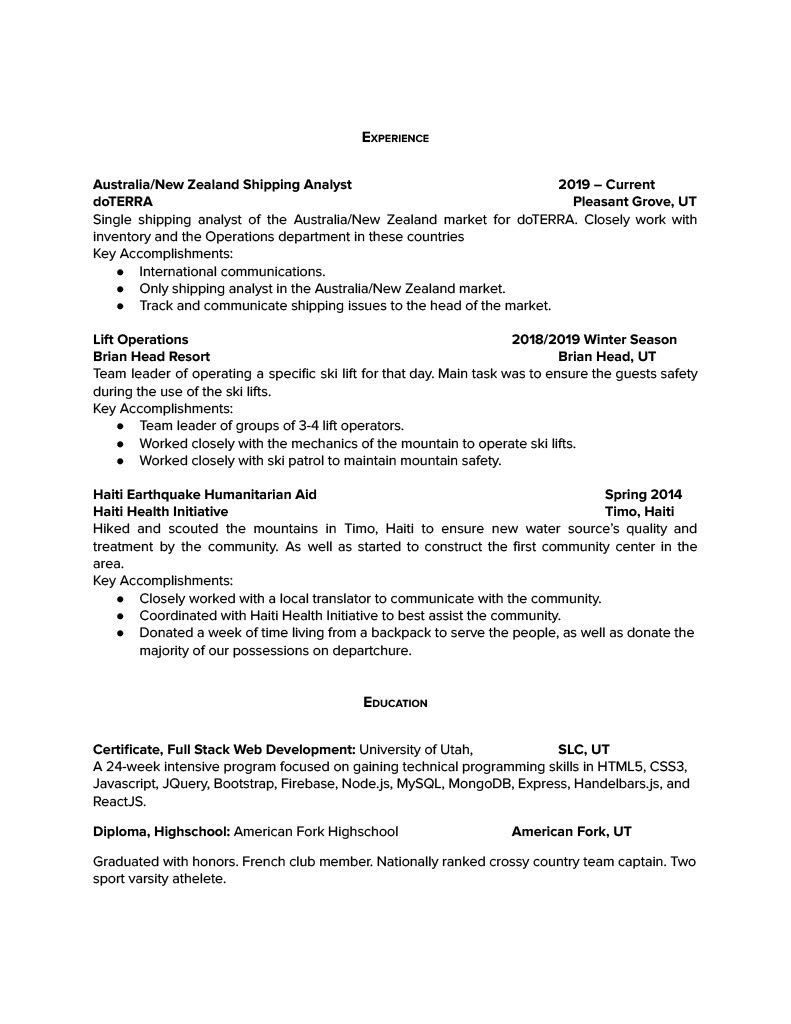 Experience
Australia/New Zealand Shipping Analyst 2019 – Current
doTERRA Pleasant Grove, UT
Single shipping analyst of the Australia/New Zealand market for doTERRA. Closely work with
inventory and the Operations department in these countries
Key Accomplishments:
● International communications.
● Only shipping analyst in the Australia/New Zealand market.
● Track and communicate shipping issues to the head of the market.
Lift Operations 2018/2019 Winter Season
Brian Head Resort Brian Head, UT
Team leader of operating a specific ski lift for that day. Main task was to ensure the guests safety
during the use of the ski lifts.
Key Accomplishments:
● Team leader of groups of 3-4 lift operators.
● Worked closely with the mechanics of the mountain to operate ski lifts.
● Worked closely with ski patrol to maintain mountain safety.
Haiti Earthquake Humanitarian Aid Spring 2014
Haiti Health Initiative Timo, Haiti
Hiked and scouted the mountains in Timo, Haiti to ensure new water source's quality and
treatment by the community. As well as started to construct the first community center in the
area.
Key Accomplishments:
● Closely worked with a local translator to communicate with the community.
● Coordinated with Haiti Health Initiative to best assist the community.
● Donated a week of time living from a backpack to serve the people, as well as donate the
majority of our possessions on departchure.
Education
Certificate, Full Stack Web Development: University of Utah, SLC, UT
A 24-week intensive program focused on gaining technical programming skills in HTML5, CSS3,
Javascript, JQuery, Bootstrap, Firebase, Node.js, MySQL, MongoDB, Express, Handelbars.js, and
ReactJS.
Diploma, Highschool: American Fork Highschool American Fork, UT
Graduated with honors. French club member. Nationally ranked crossy country team captain. Two
sport varsity athelete.